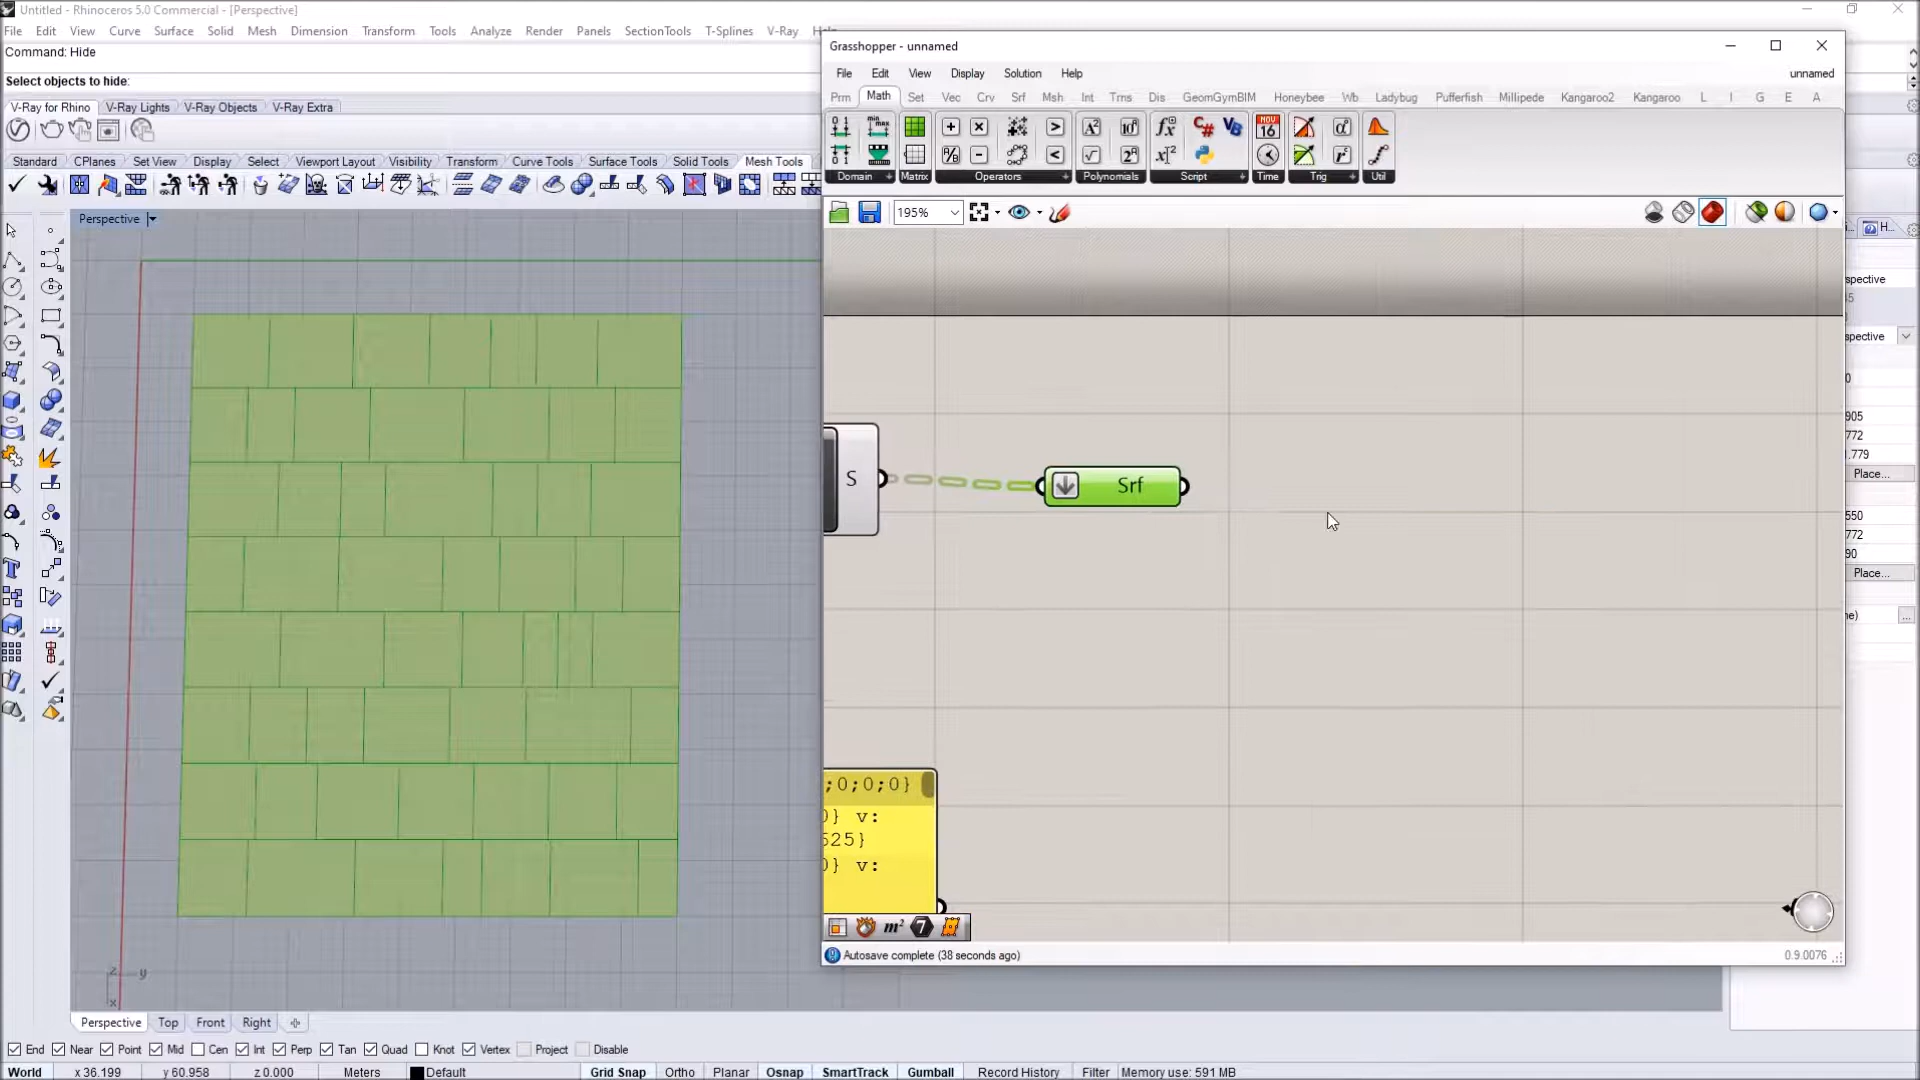 Untitled - Rhinoceros 5.0 Commercial - [Perspective]
File Edit View Curve Surface Solid Mesh Dimension Transform Tools Analyze Render Panels SectionTools T-Splines V-Ray
Command: Hide
Select objects to hide:
V-Ray for Rhino V-Ray Lights V-Ray Objects V-Ray Extra
Standard CPlanes Set View Display Select Viewport Layout Visibility Transform Curve Tools Surface Tools Solid Tools Mesh Tools
Perspective
Grasshopper - unnamed
File Edit View Display Solution Help unnamed
Prm Math Set Vec Crv Srf Msh Int Trns Dis GeomGymBIM Honeybee Wb Ladybug Pufferfish Millipede Kangaroo2 Kangaroo L I G E A
Domain Matrix Operators Polynomials Script Time Trig Util
195%
S
Srf
;0;0;0}
0} v:
525}
0} v:
m²
Autosave complete (38 seconds ago) 0.9.0076
H...
spective
spective
905
772
1.779
Place...
550
772
90
Place...
ne) ...
z y
x
Perspective Top Front Right
End Near Point Mid Cen Int Perp Tan Quad Knot Vertex Project Disable
World x 36.199 y 60.958 z 0.000 Meters Default Grid Snap Ortho Planar Osnap SmartTrack Gumball Record History Filter Memory use: 591 MB